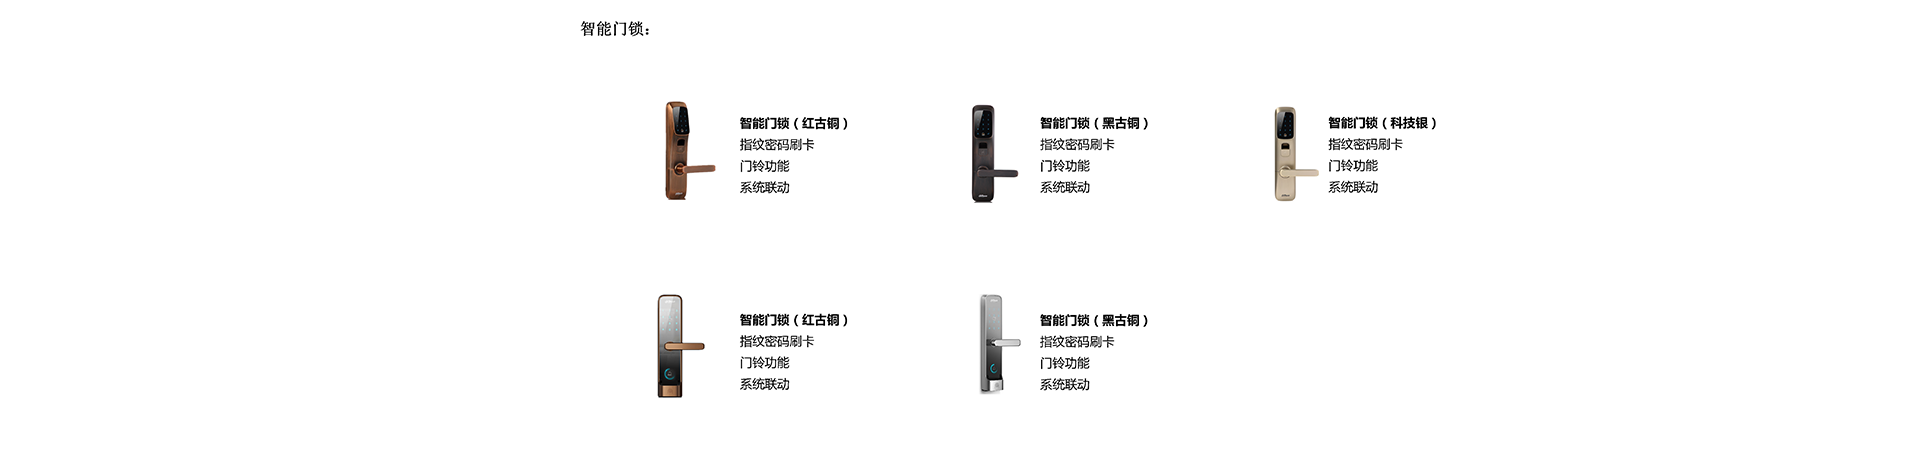 智能门锁：
智能门锁（红古铜）
指纹密码刷卡
门铃功能
系统联动
智能门锁（黑古铜）
指纹密码刷卡
门铃功能
系统联动
智能门锁（科技银）
指纹密码刷卡
门铃功能
系统联动
智能门锁（红古铜）
指纹密码刷卡
门铃功能
系统联动
智能门锁（黑古铜）
指纹密码刷卡
门铃功能
系统联动